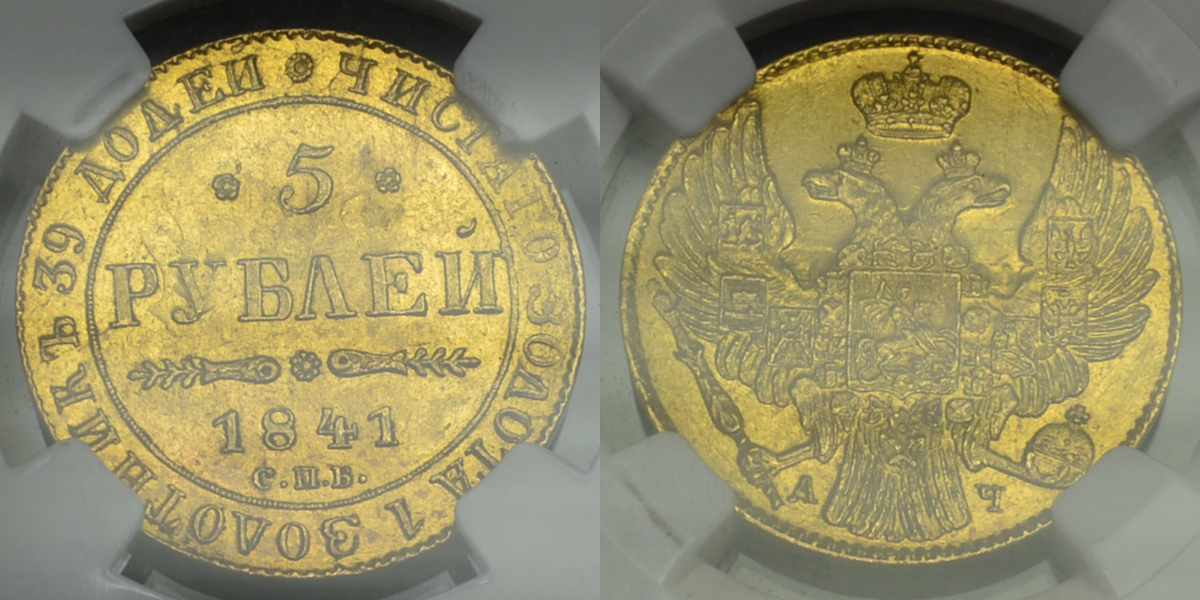 ЧИСТАГО ЗОЛОТА 1 ЗОЛОТНИКЪ 39 ДОЛЕЙ
5
РУБЛЕЙ
1841
С.П.Б.
А Ч